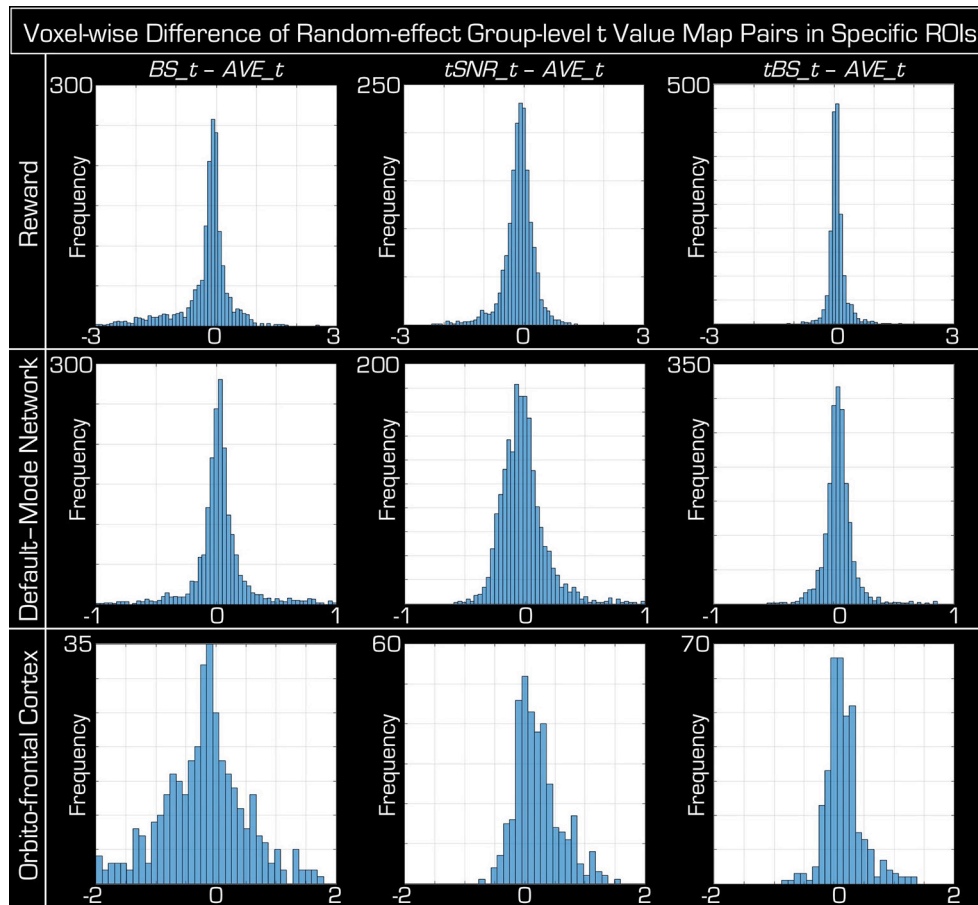 Voxel-wise Difference of Random-effect Group-level t Value Map Pairs in Specific ROIs
BS_t – AVE_t
tSNR_t – AVE_t
tBS_t – AVE_t
Reward
300
Frequency
-3 0 3
250
Frequency
-3 0 3
500
Frequency
-3 0 3
Default-Mode Network
300
Frequency
-1 0 1
200
Frequency
-1 0 1
350
Frequency
-1 0 1
Orbito-frontal Cortex
35
Frequency
-2 0 2
60
Frequency
-2 0 2
70
Frequency
-2 0 2